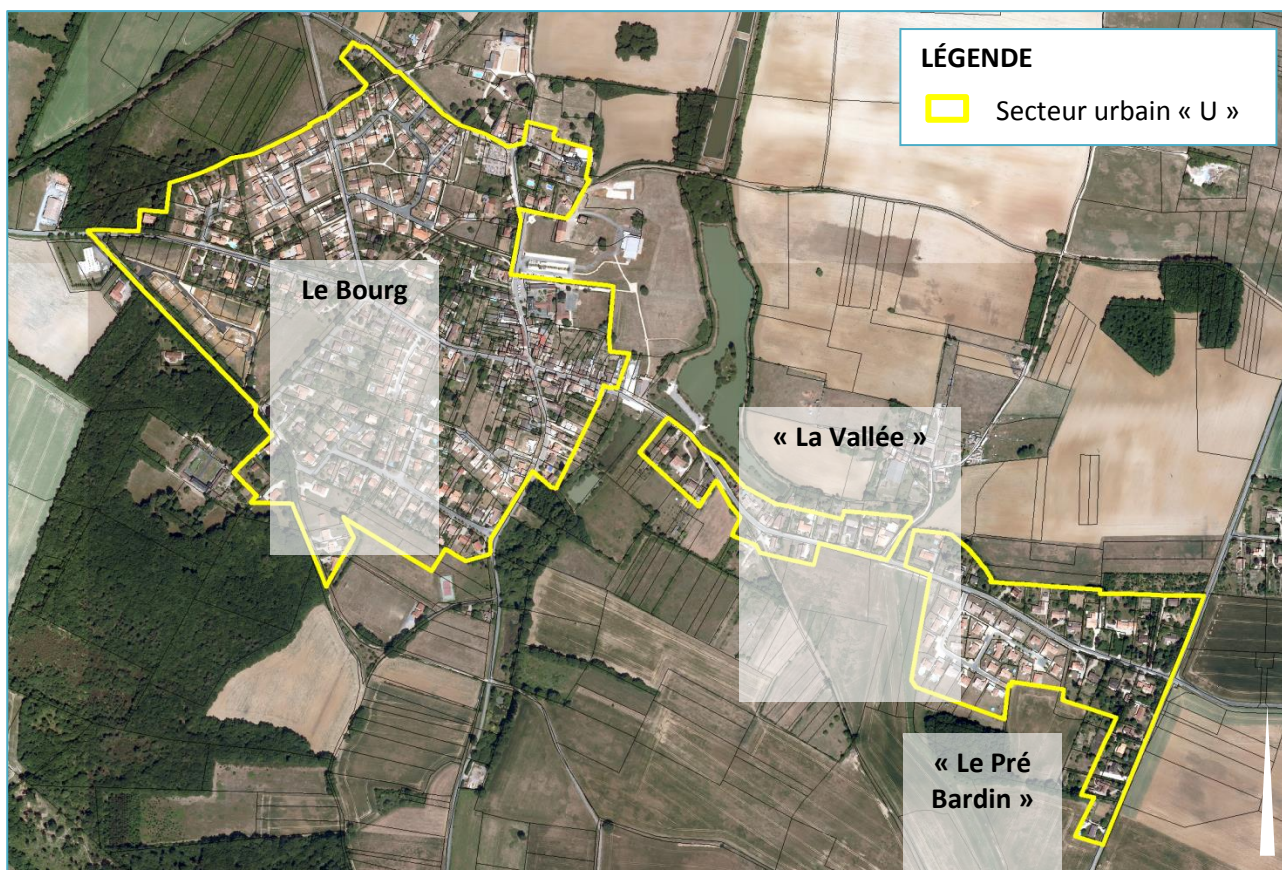 LÉGENDE
Secteur urbain « U »
Le Bourg
« La Vallée »
« Le Pré
Bardin »